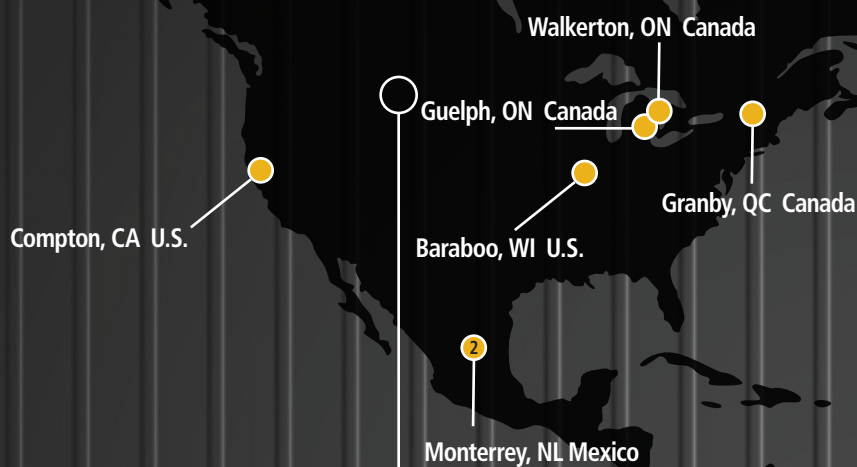 Walkerton, ON Canada
Guelph, ON Canada
Granby, QC Canada
Compton, CA U.S.
Baraboo, WI U.S.
2
Monterrey, NL Mexico